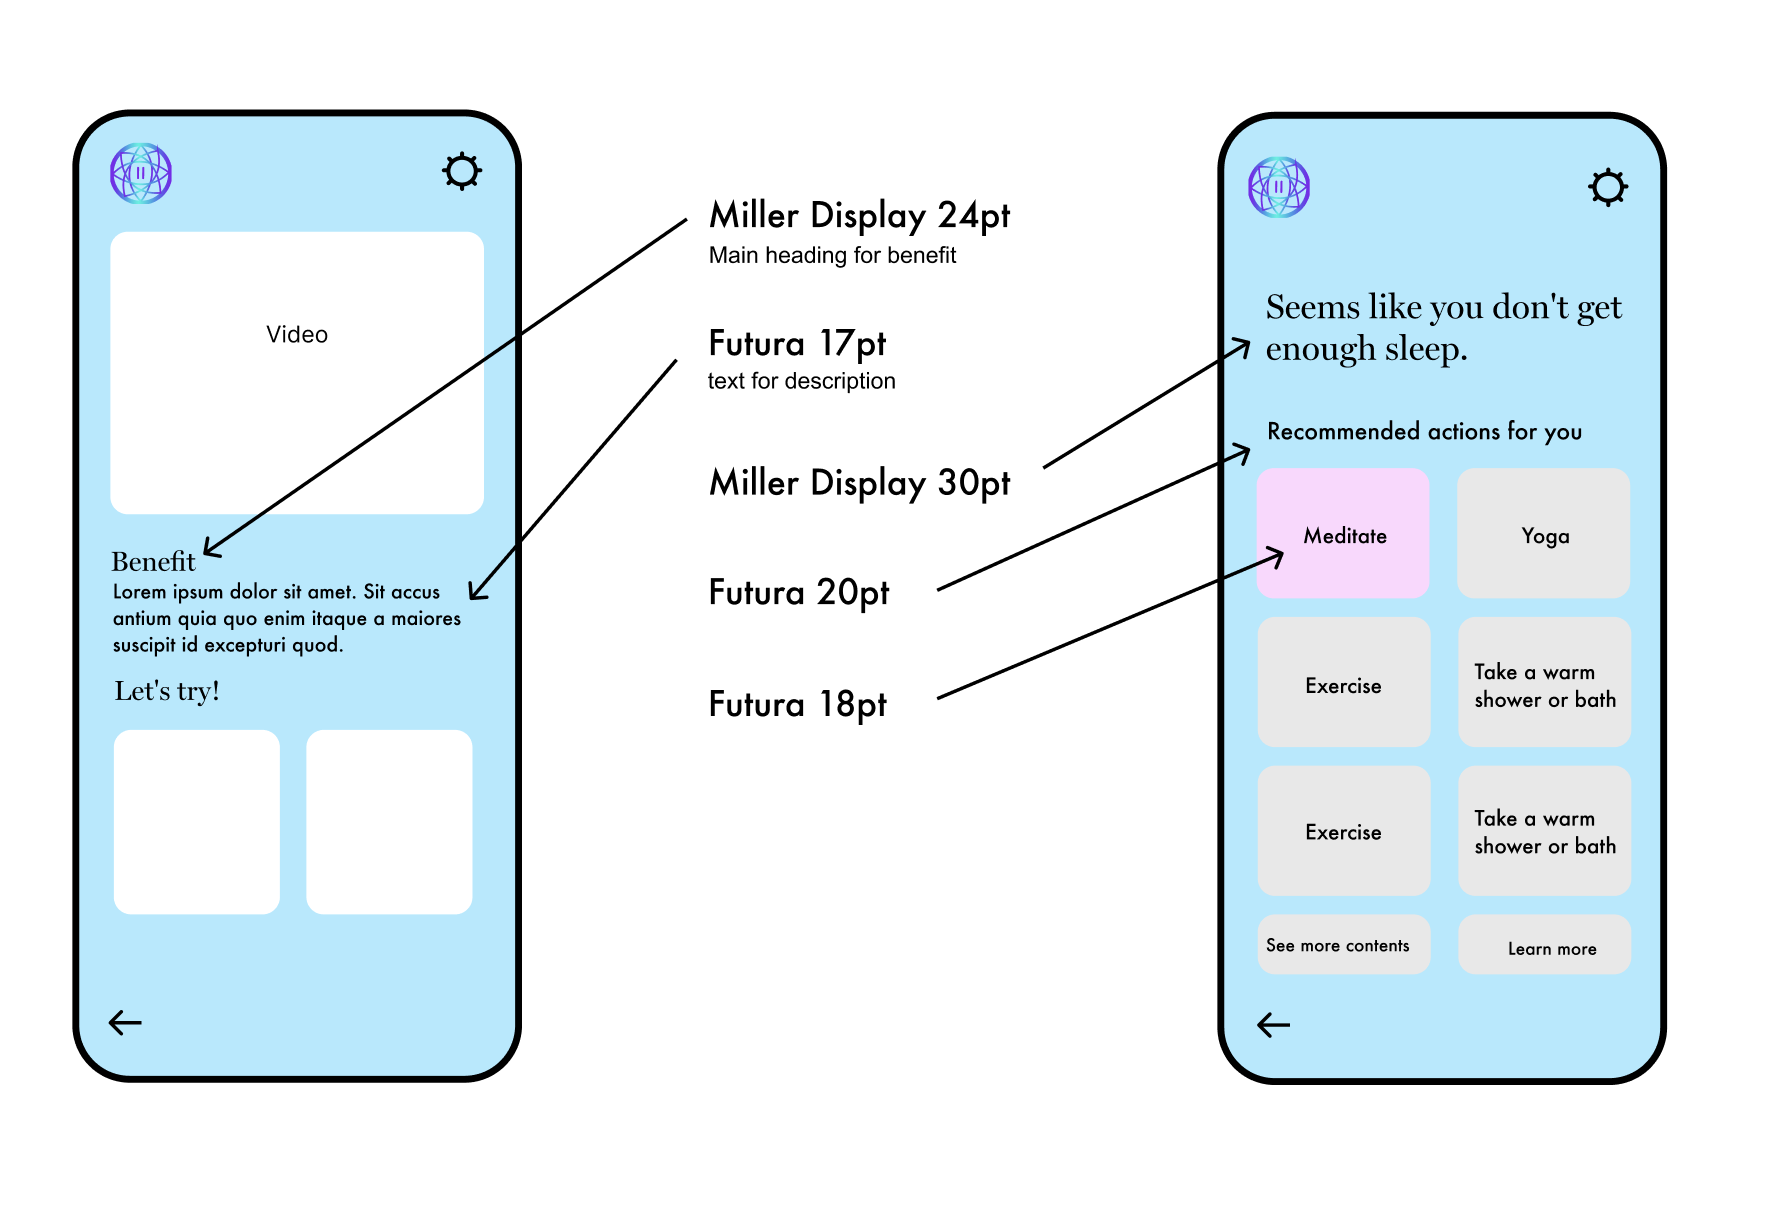 Video
Benefit
Lorem ipsum dolor sit amet. Sit accus
antium quia quo enim itaque a maiores
suscipit id excepturi quod.
Let's try!
Miller Display 24pt
Main heading for benefit
Futura 17pt
text for description
Miller Display 30pt
Futura 20pt
Futura 18pt
Seems like you don't get
enough sleep.
Recommended actions for you
Meditate
Yoga
Exercise
Take a warm
shower or bath
Exercise
Take a warm
shower or bath
See more contents
Learn more